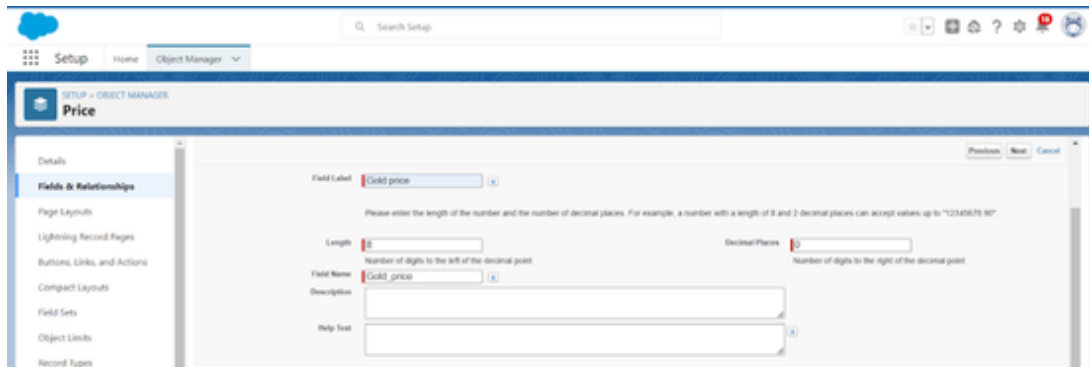 Search Setup
18
Setup Home Object Manager
SETUP > OBJECT MANAGER
Price
Previous Next Cancel
Details
Fields & Relationships
Page Layouts
Lightning Record Pages
Buttons, Links, and Actions
Compact Layouts
Field Sets
Object Limits
Record Types
Field Label Gold price
Please enter the length of the number and the number of decimal places. For example, a number with a length of 8 and 2 decimal places can accept values up to "12345678.90".
Length 8 Decimal Places 0
Number of digits to the left of the decimal point Number of digits to the right of the decimal point
Field Name Gold_price
Description
Help Text